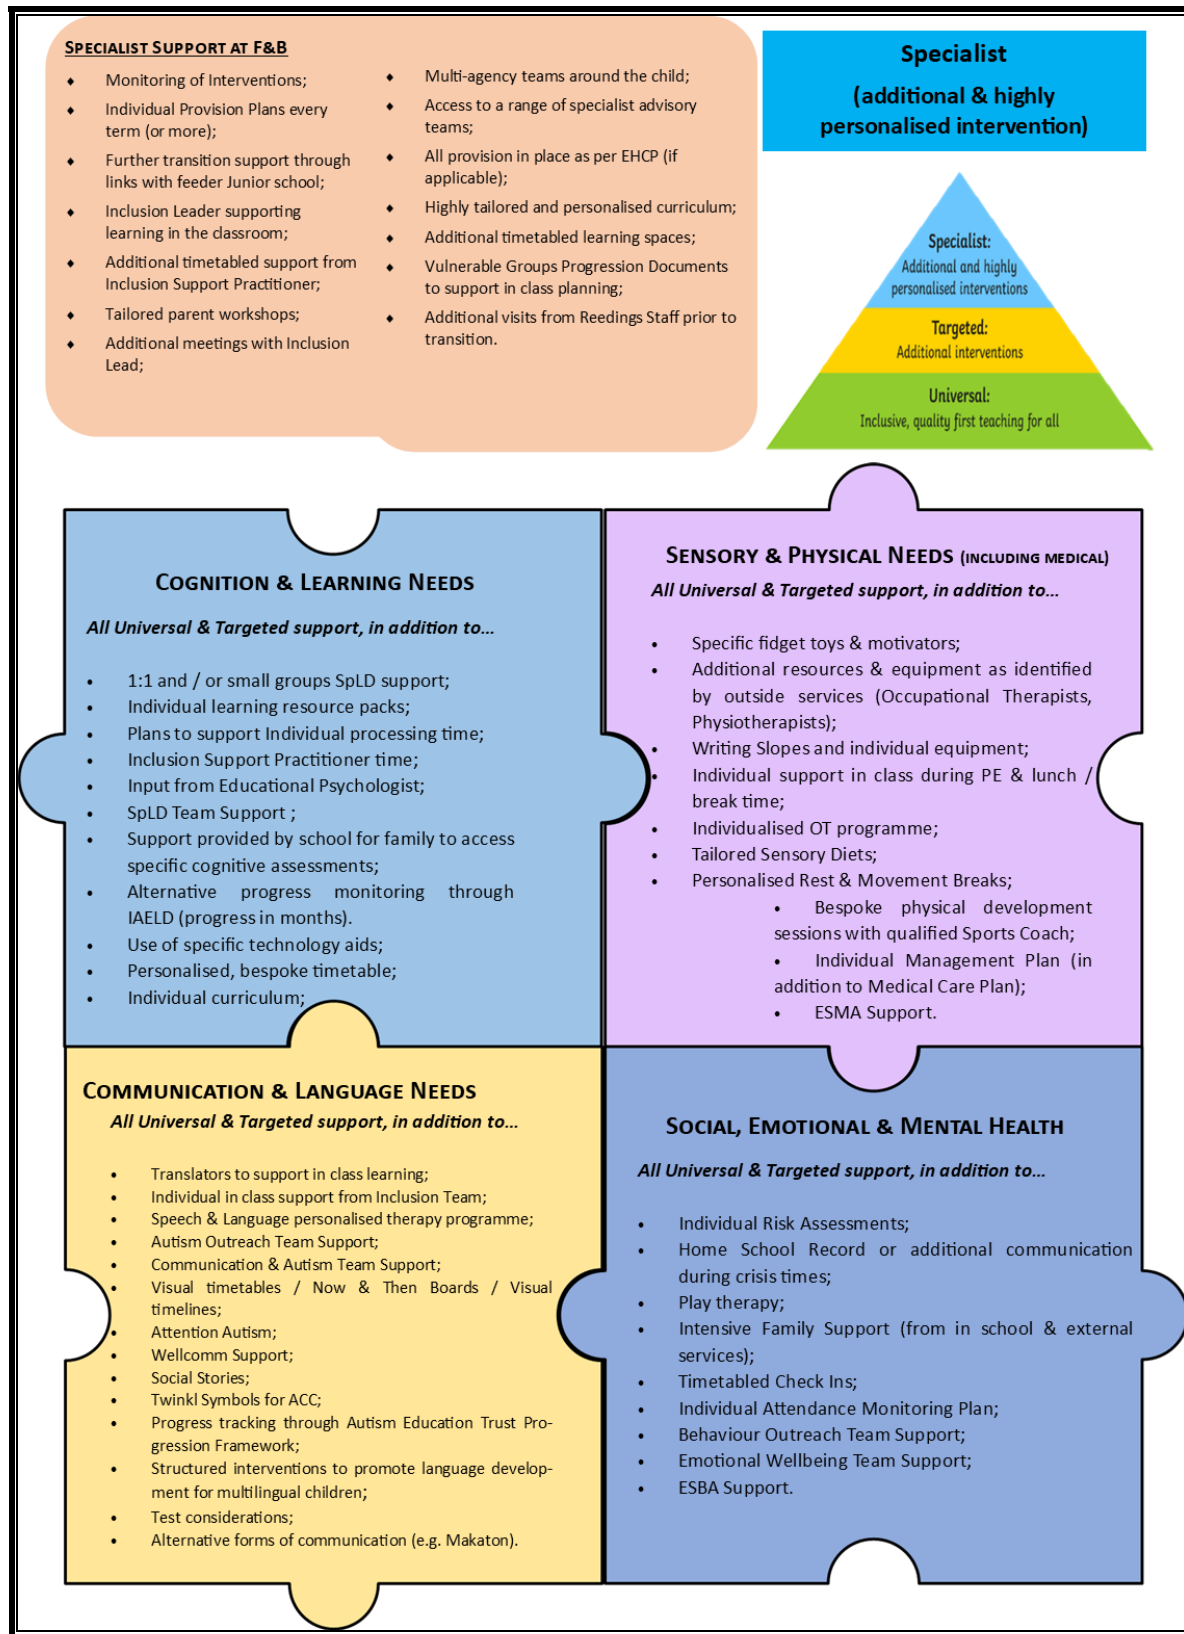 SPECIALIST SUPPORT AT F&B
♦ Monitoring of Interventions;
♦ Individual Provision Plans every
term (or more);
♦ Further transition support through
links with feeder Junior school;
♦ Inclusion Leader supporting
learning in the classroom;
♦ Additional timetabled support from
Inclusion Support Practitioner;
♦ Tailored parent workshops;
♦ Additional meetings with Inclusion
Lead;
♦ Multi-agency teams around the child;
♦ Access to a range of specialist advisory
teams;
♦ All provision in place as per EHCP (if
applicable);
♦ Highly tailored and personalised curriculum;
♦ Additional timetabled learning spaces;
♦ Vulnerable Groups Progression Documents
to support in class planning;
♦ Additional visits from Reedings Staff prior to
transition.
Specialist
(additional & highly
personalised intervention)
Specialist:
Additional and highly
personalised interventions
Targeted:
Additional interventions
Universal:
Inclusive, quality first teaching for all
COGNITION & LEARNING NEEDS
All Universal & Targeted support, in addition to...
• 1:1 and / or small groups SpLD support;
• Individual learning resource packs;
• Plans to support Individual processing time;
• Inclusion Support Practitioner time;
• Input from Educational Psychologist;
• SpLD Team Support ;
• Support provided by school for family to access
specific cognitive assessments;
• Alternative progress monitoring through
IAELD (progress in months).
• Use of specific technology aids;
• Personalised, bespoke timetable;
• Individual curriculum;
SENSORY & PHYSICAL NEEDS (INCLUDING MEDICAL)
All Universal & Targeted support, in addition to...
• Specific fidget toys & motivators;
• Additional resources & equipment as identified
by outside services (Occupational Therapists,
Physiotherapists);
• Writing Slopes and individual equipment;
• Individual support in class during PE & lunch /
break time;
• Individualised OT programme;
• Tailored Sensory Diets;
• Personalised Rest & Movement Breaks;
• Bespoke physical development
sessions with qualified Sports Coach;
• Individual Management Plan (in
addition to Medical Care Plan);
• ESMA Support.
COMMUNICATION & LANGUAGE NEEDS
All Universal & Targeted support, in addition to...
• Translators to support in class learning;
• Individual in class support from Inclusion Team;
• Speech & Language personalised therapy programme;
• Autism Outreach Team Support;
• Communication & Autism Team Support;
• Visual timetables / Now & Then Boards / Visual
timelines;
• Attention Autism;
• Wellcomm Support;
• Social Stories;
• Twinkl Symbols for ACC;
• Progress tracking through Autism Education Trust Pro-
gression Framework;
• Structured interventions to promote language develop-
ment for multilingual children;
• Test considerations;
• Alternative forms of communication (e.g. Makaton).
SOCIAL, EMOTIONAL & MENTAL HEALTH
All Universal & Targeted support, in addition to...
• Individual Risk Assessments;
• Home School Record or additional communication
during crisis times;
• Play therapy;
• Intensive Family Support (from in school & external
services);
• Timetabled Check Ins;
• Individual Attendance Monitoring Plan;
• Behaviour Outreach Team Support;
• Emotional Wellbeing Team Support;
• ESBA Support.